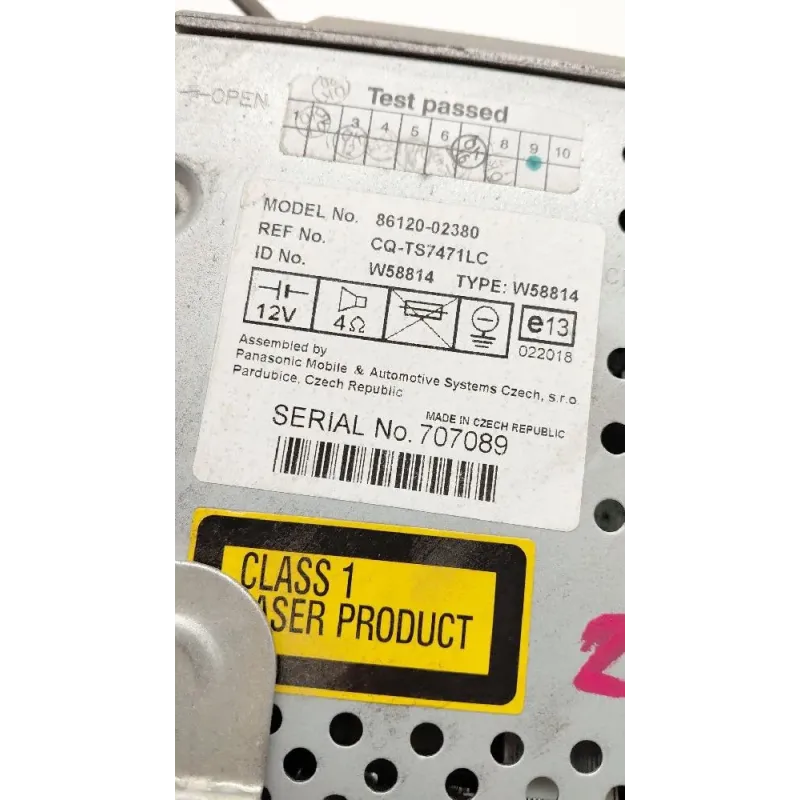 OPEN
Test passed
1 2 3 4 5 6 8 9 10
MODEL No. 86120-02380
REF No. CQ-TS7471LC
ID No. W58814 TYPE: W58814
12V 4Ω e13
022018
Assembled by
Panasonic Mobile & Automotive Systems Czech, s.r.o
Pardubice, Czech Republic
MADE IN CZECH REPUBLIC
SERIAL No. 707089
CLASS 1
ASER PRODUCT
2